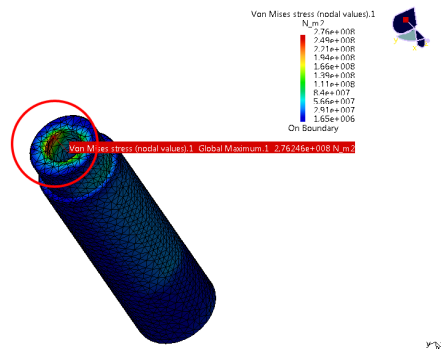 Von Mises stress (nodal values).1
N_m2
2.76e+008
2.49e+008
2.21e+008
1.94e+008
1.66e+008
1.39e+008
1.11e+008
8.4e+007
5.66e+007
2.91e+007
1.65e+006
On Boundary
Von Mises stress (nodal values).1 Global Maximum.1 2.76246e+008 N_m2